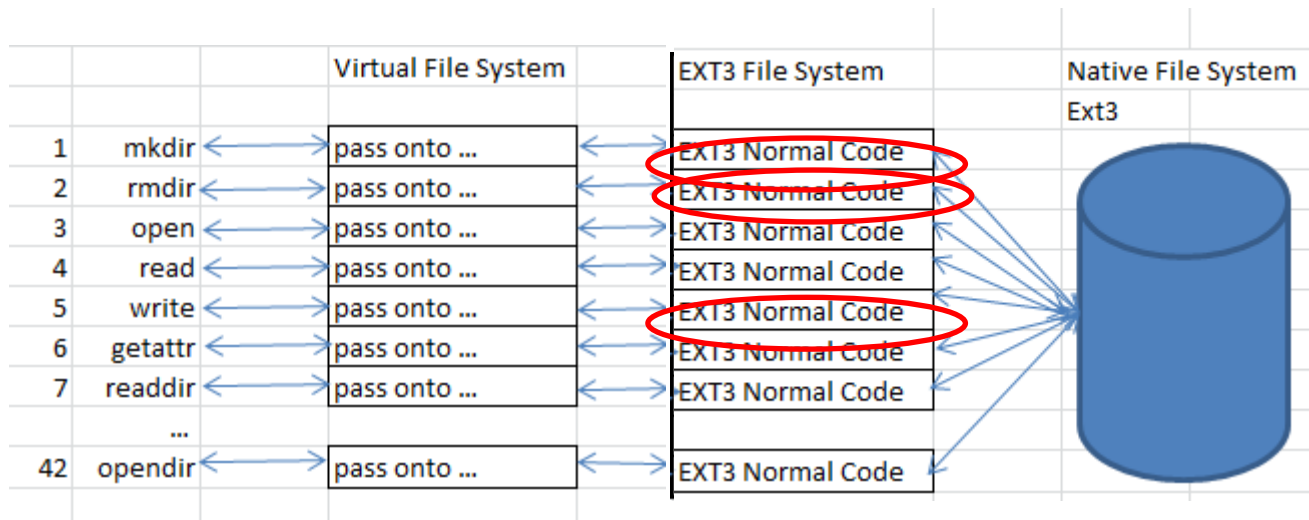 Virtual File System EXT3 File System Native File System
Ext3
1 mkdir pass onto ... EXT3 Normal Code
2 rmdir pass onto ... EXT3 Normal Code
3 open pass onto ... EXT3 Normal Code
4 read pass onto ... EXT3 Normal Code
5 write pass onto ... EXT3 Normal Code
6 getattr pass onto ... EXT3 Normal Code
7 readdir pass onto ... EXT3 Normal Code
...
42 opendir pass onto ... EXT3 Normal Code